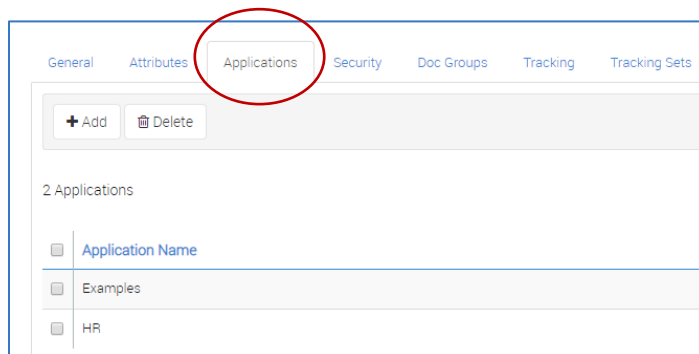 General Attributes Applications Security Doc Groups Tracking Tracking Sets
Add Delete
2 Applications
Application Name
Examples
HR